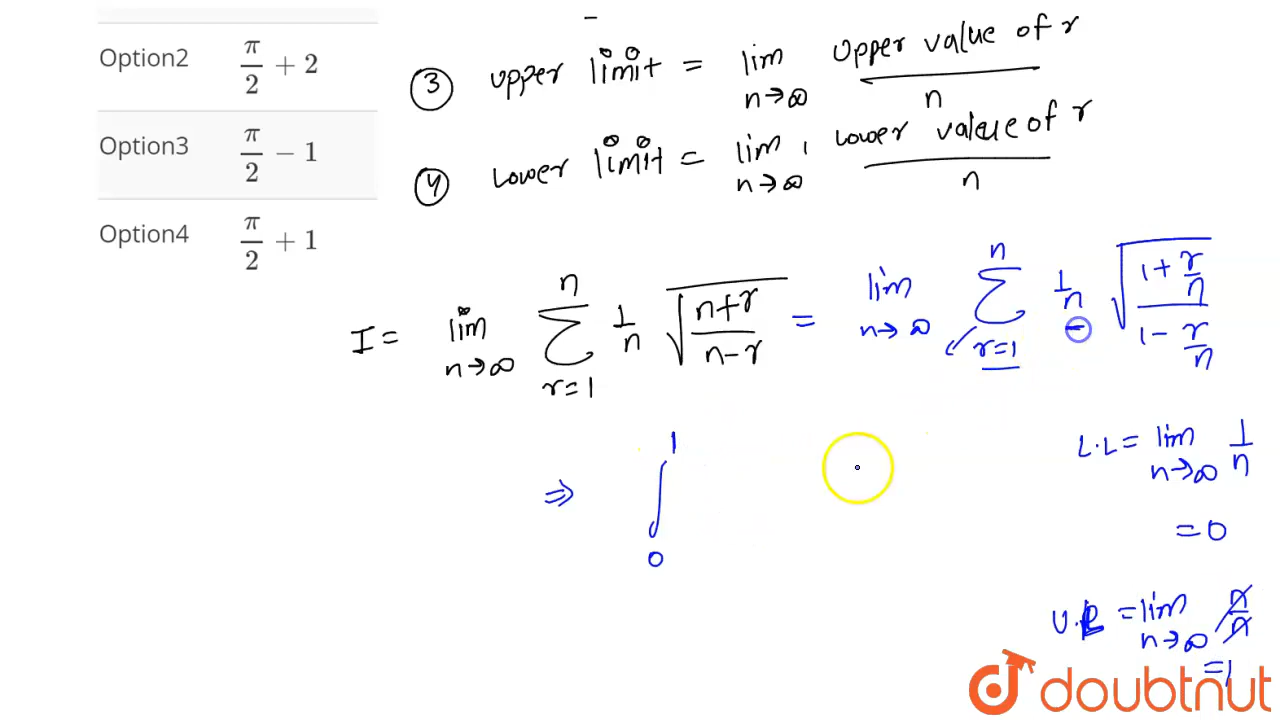 Option2 π/2 + 2
Option3 π/2 − 1
Option4 π/2 + 1
③ Upper limit = lim n→∞ Upper value of r / n
④ Lower limit = lim n→∞ Lower value of r / n
I = lim n→∞ ∑ r=1 n 1/n √((n+r)/(n-r)) = lim n→∞ ∑ r=1 n 1/n √((1+r/n)/(1-r/n))
⇒ ∫ 0 1
L.L = lim n→∞ 1/n
= 0
U.L = lim n→∞ n/n
= 1
doubtnut